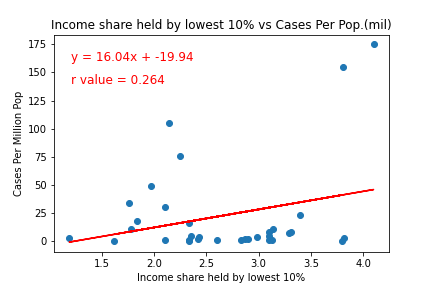 Income share held by lowest 10% vs Cases Per Pop.(mil)
y = 16.04x + -19.94
r value = 0.264
Cases Per Million Pop
175
150
125
100
75
50
25
0
1.5 2.0 2.5 3.0 3.5 4.0
Income share held by lowest 10%